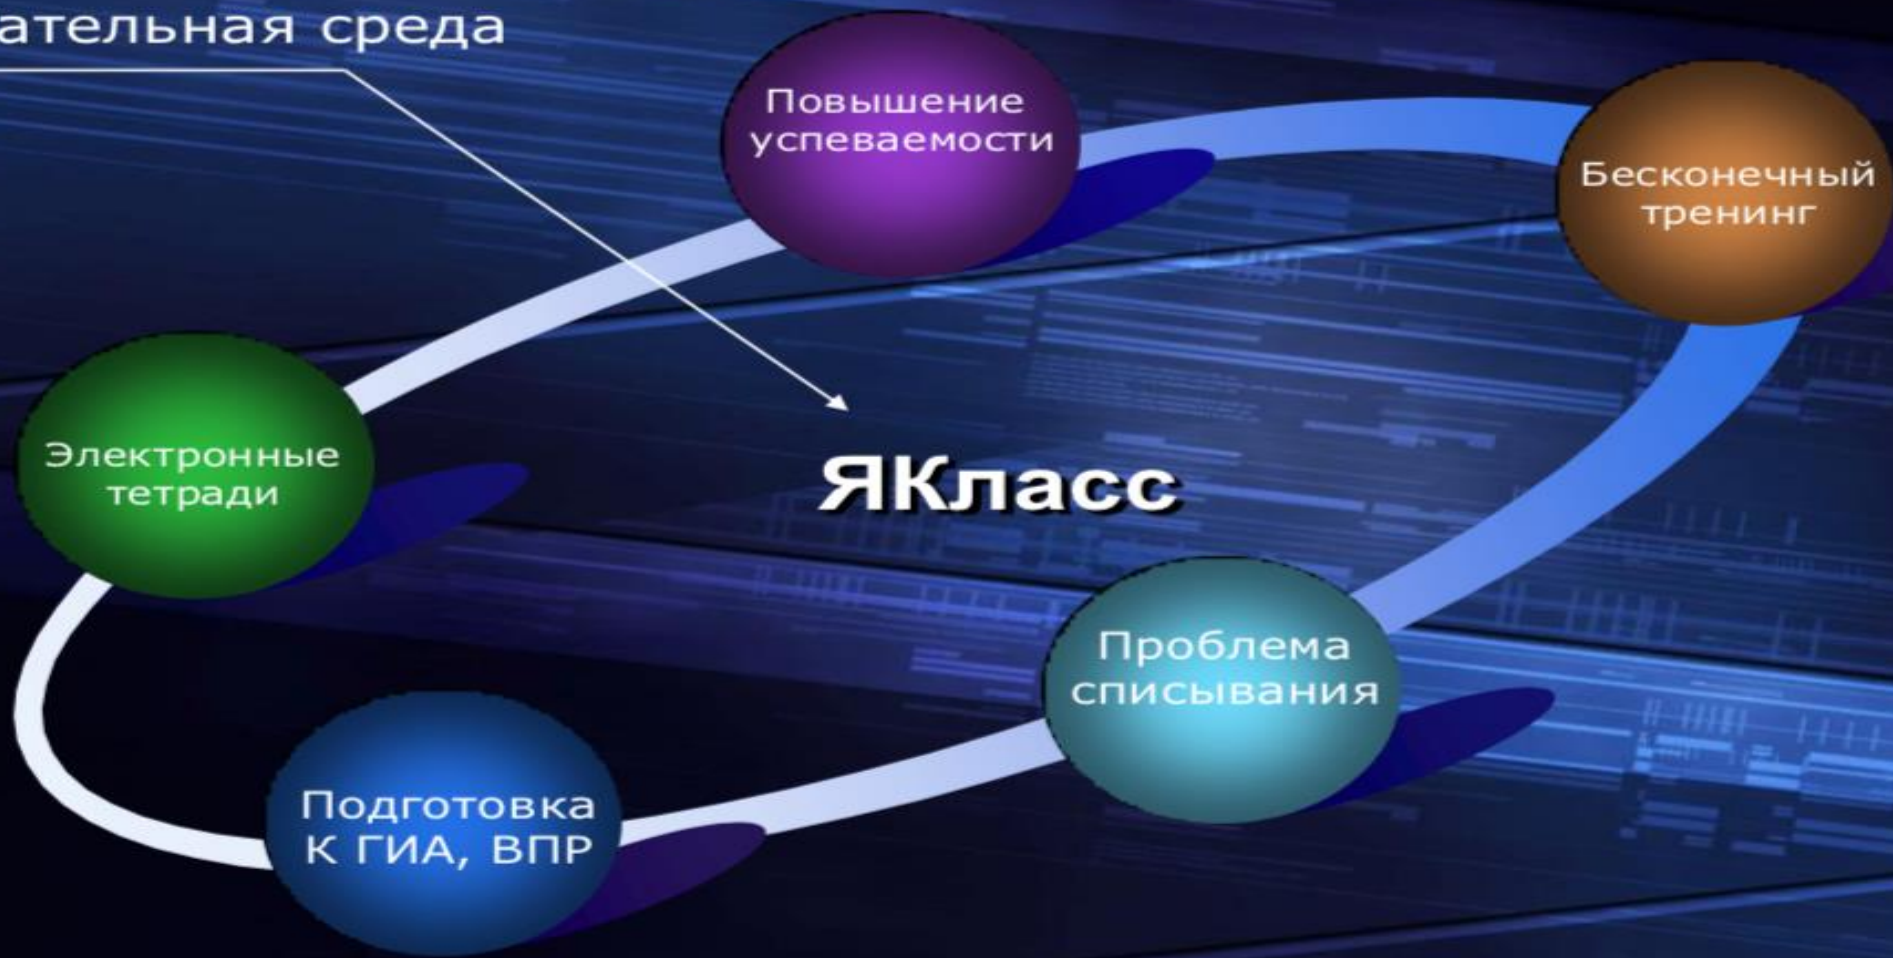 ательная среда
Повышение
успеваемости
Бесконечный
тренинг
Электронные
тетради
ЯКласс
Проблема
списывания
Подготовка
К ГИА, ВПР